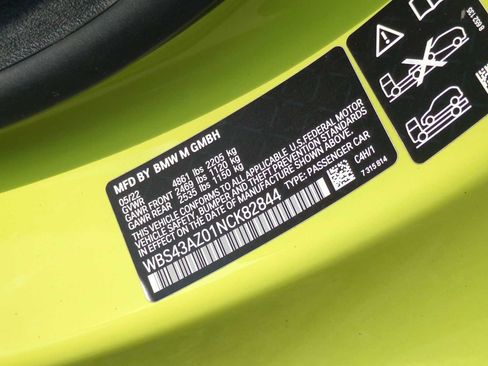 MFD BY BMW M GMBH
05/22
GVWR 4861 lbs 2205 kg
GAWR FRONT 2469 lbs 1120 kg
GAWR REAR 2535 lbs 1150 kg
THIS VEHICLE CONFORMS TO ALL APPLICABLE U.S.FEDERAL MOTOR
VEHICLE SAFETY, BUMPER, AND THEFT PREVENTION STANDARDS
IN EFFECT ON THE DATE OF MANUFACTURE SHOWN ABOVE.
WBS43AZ01NCK82844 TYPE: PASSENGER CAR
C4H/1
7 315 814